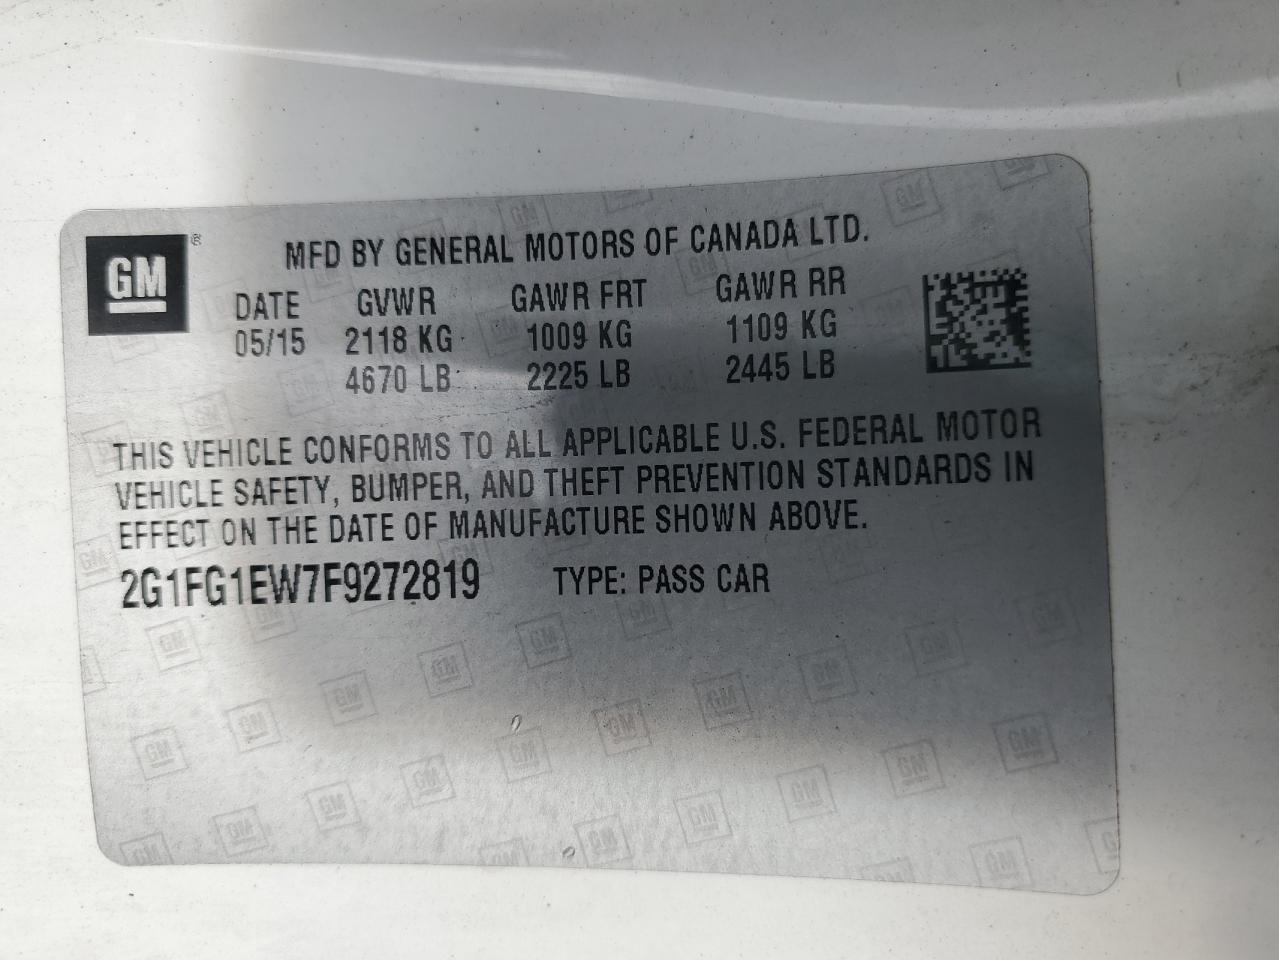 GM®
MFD BY GENERAL MOTORS OF CANADA LTD.
DATE GVWR GAWR FRT GAWR RR
05/15 2118 KG 1009 KG 1109 KG
4670 LB 2225 LB 2445 LB
THIS VEHICLE CONFORMS TO ALL APPLICABLE U.S. FEDERAL MOTOR
VEHICLE SAFETY, BUMPER, AND THEFT PREVENTION STANDARDS IN
EFFECT ON THE DATE OF MANUFACTURE SHOWN ABOVE.
2G1FG1EW7F9272819 TYPE: PASS CAR